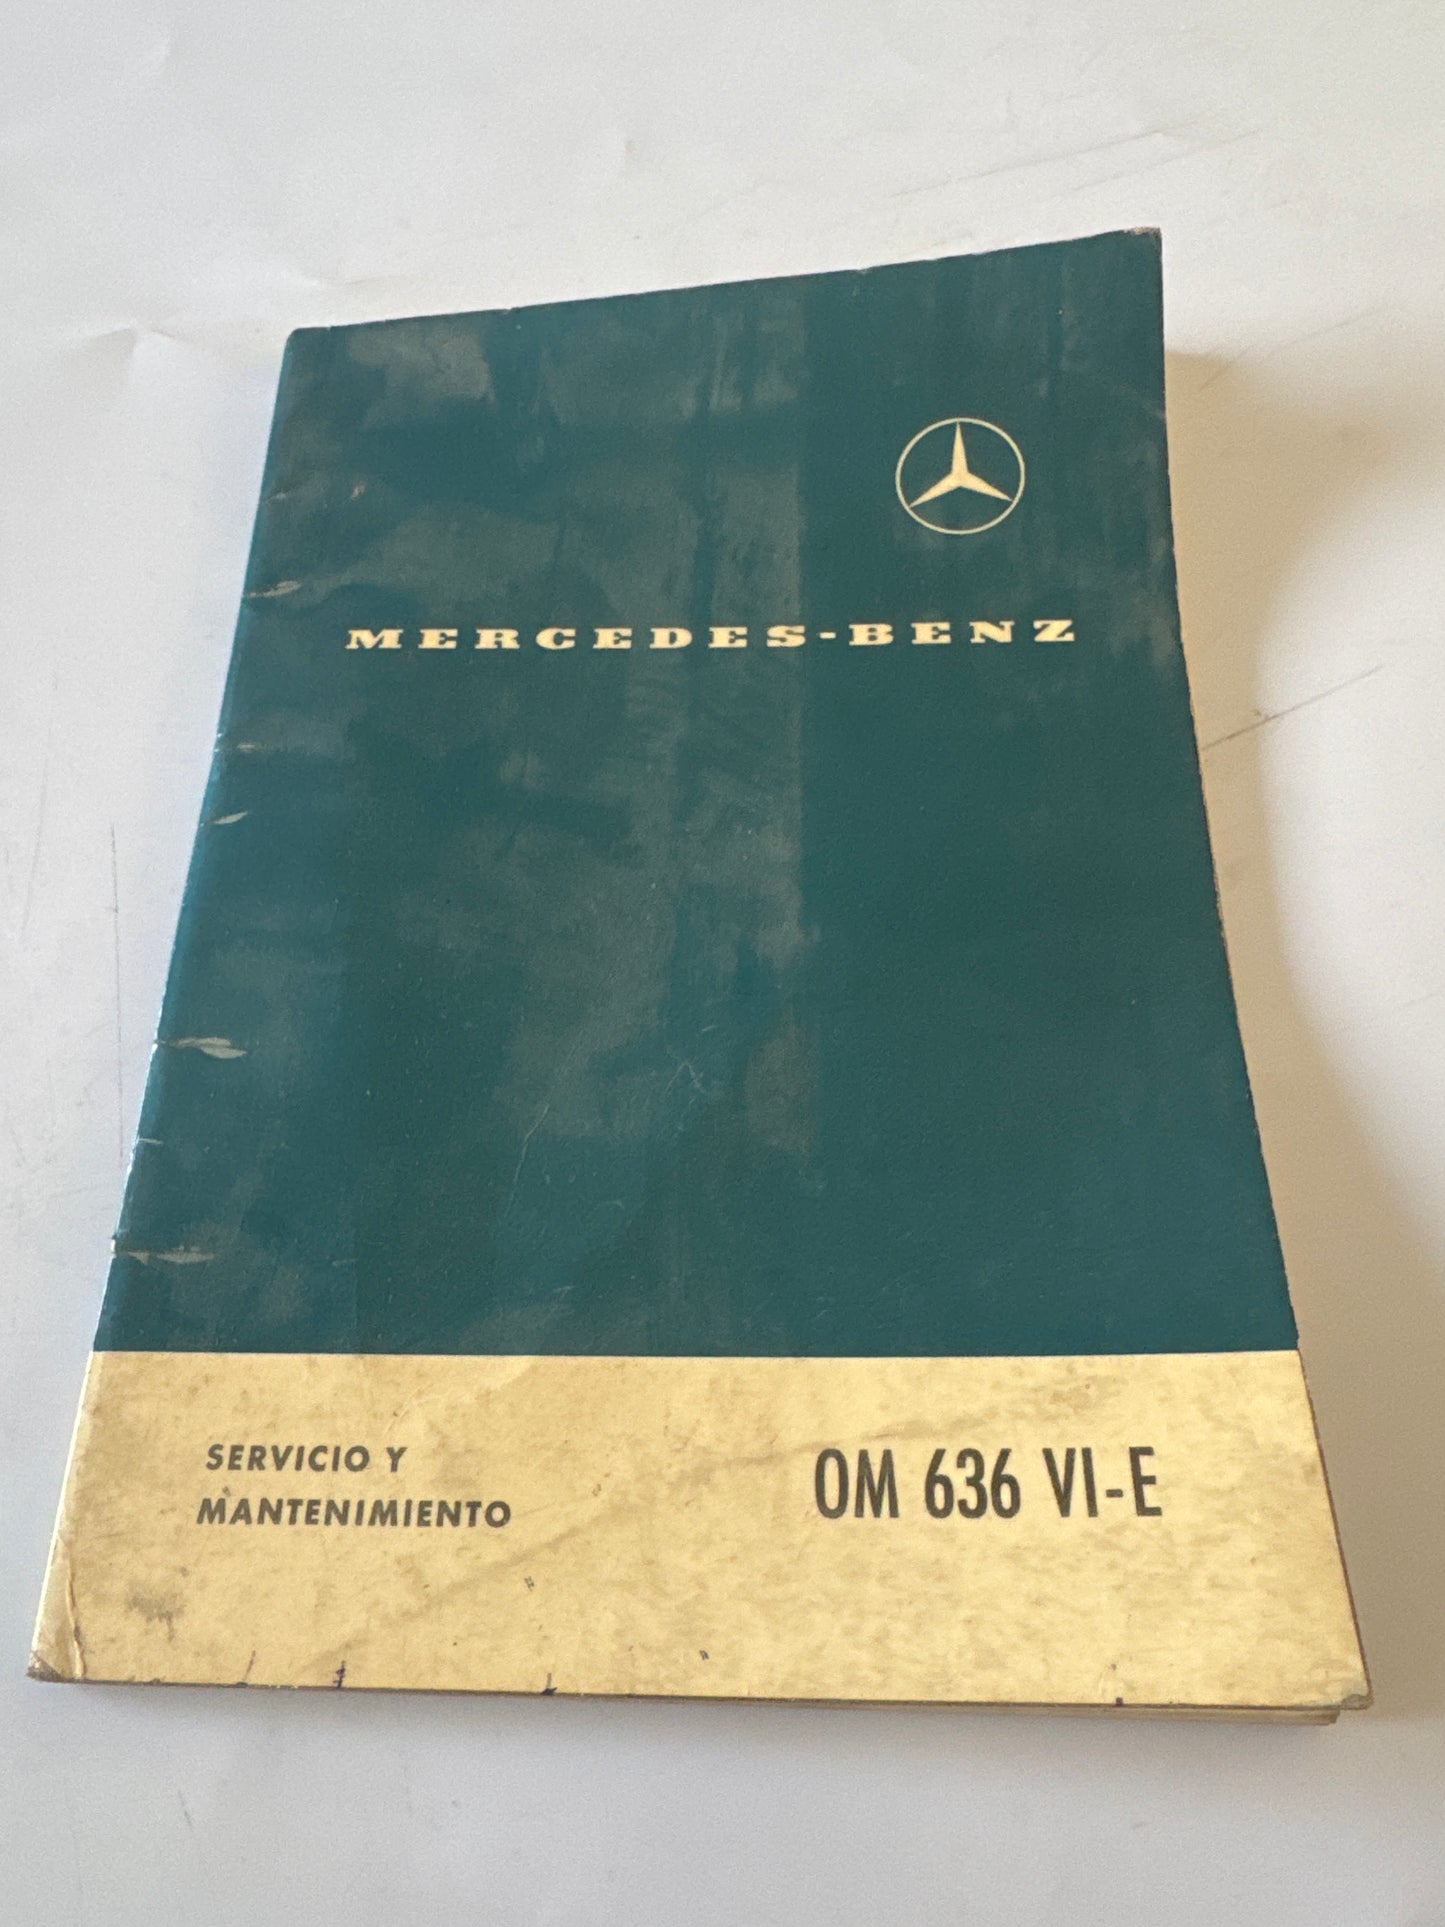 MERCEDES-BENZ
SERVICIO Y
MANTENIMIENTO
OM 636 VI-E